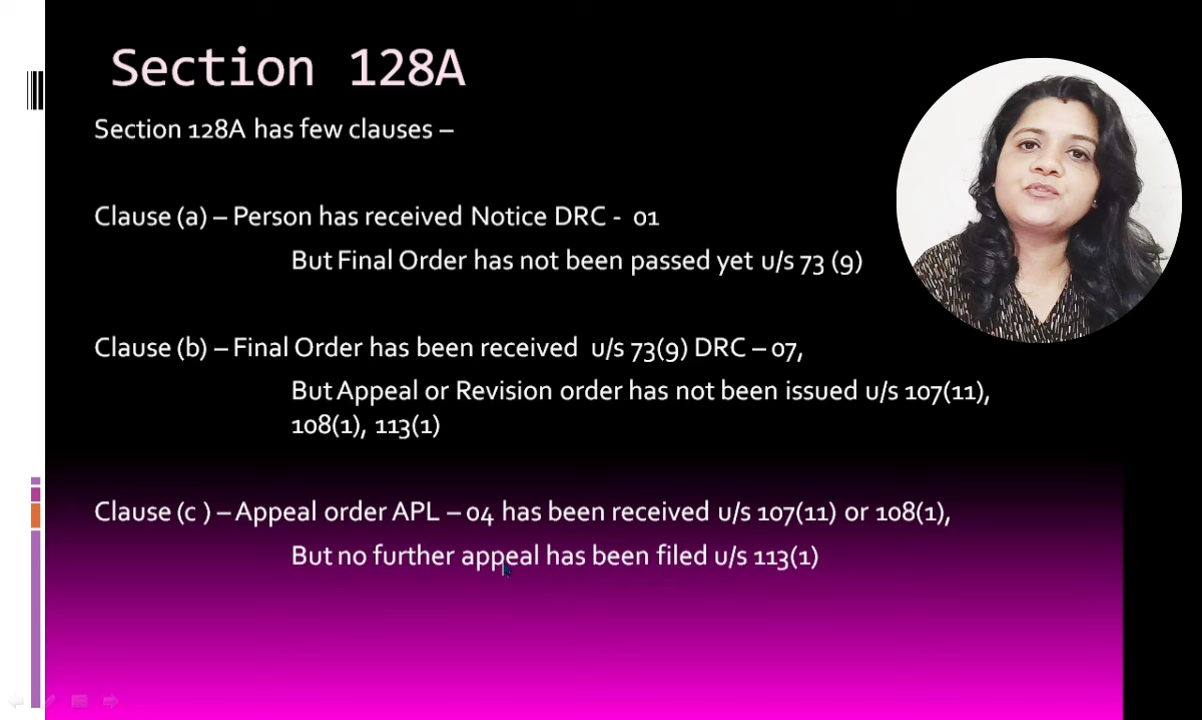 Section 128A
Section 128A has few clauses –
Clause (a) – Person has received Notice DRC - 01
But Final Order has not been passed yet u/s 73 (9)
Clause (b) – Final Order has been received u/s 73(9) DRC – 07,
But Appeal or Revision order has not been issued u/s 107(11),
108(1), 113(1)
Clause (c ) – Appeal order APL – 04 has been received u/s 107(11) or 108(1),
But no further appeal has been filed u/s 113(1)